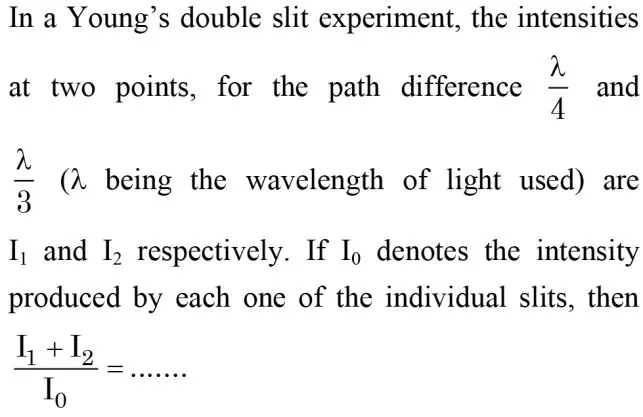 In a Young's double slit experiment, the intensities
at two points, for the path difference λ/4 and
λ/3 (λ being the wavelength of light used) are
I₁ and I₂ respectively. If I₀ denotes the intensity
produced by each one of the individual slits, then
(I₁ + I₂)/I₀ = .......